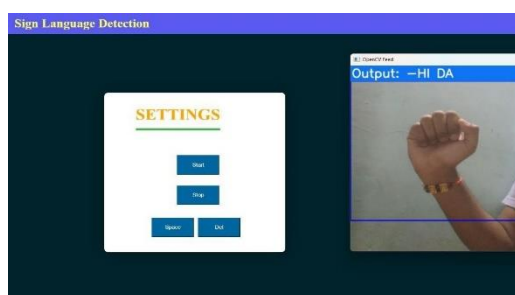 Sign Language Detection
OpenCV Feed
Output: —HI DA
SETTINGS
Start
Stop
Space
Del